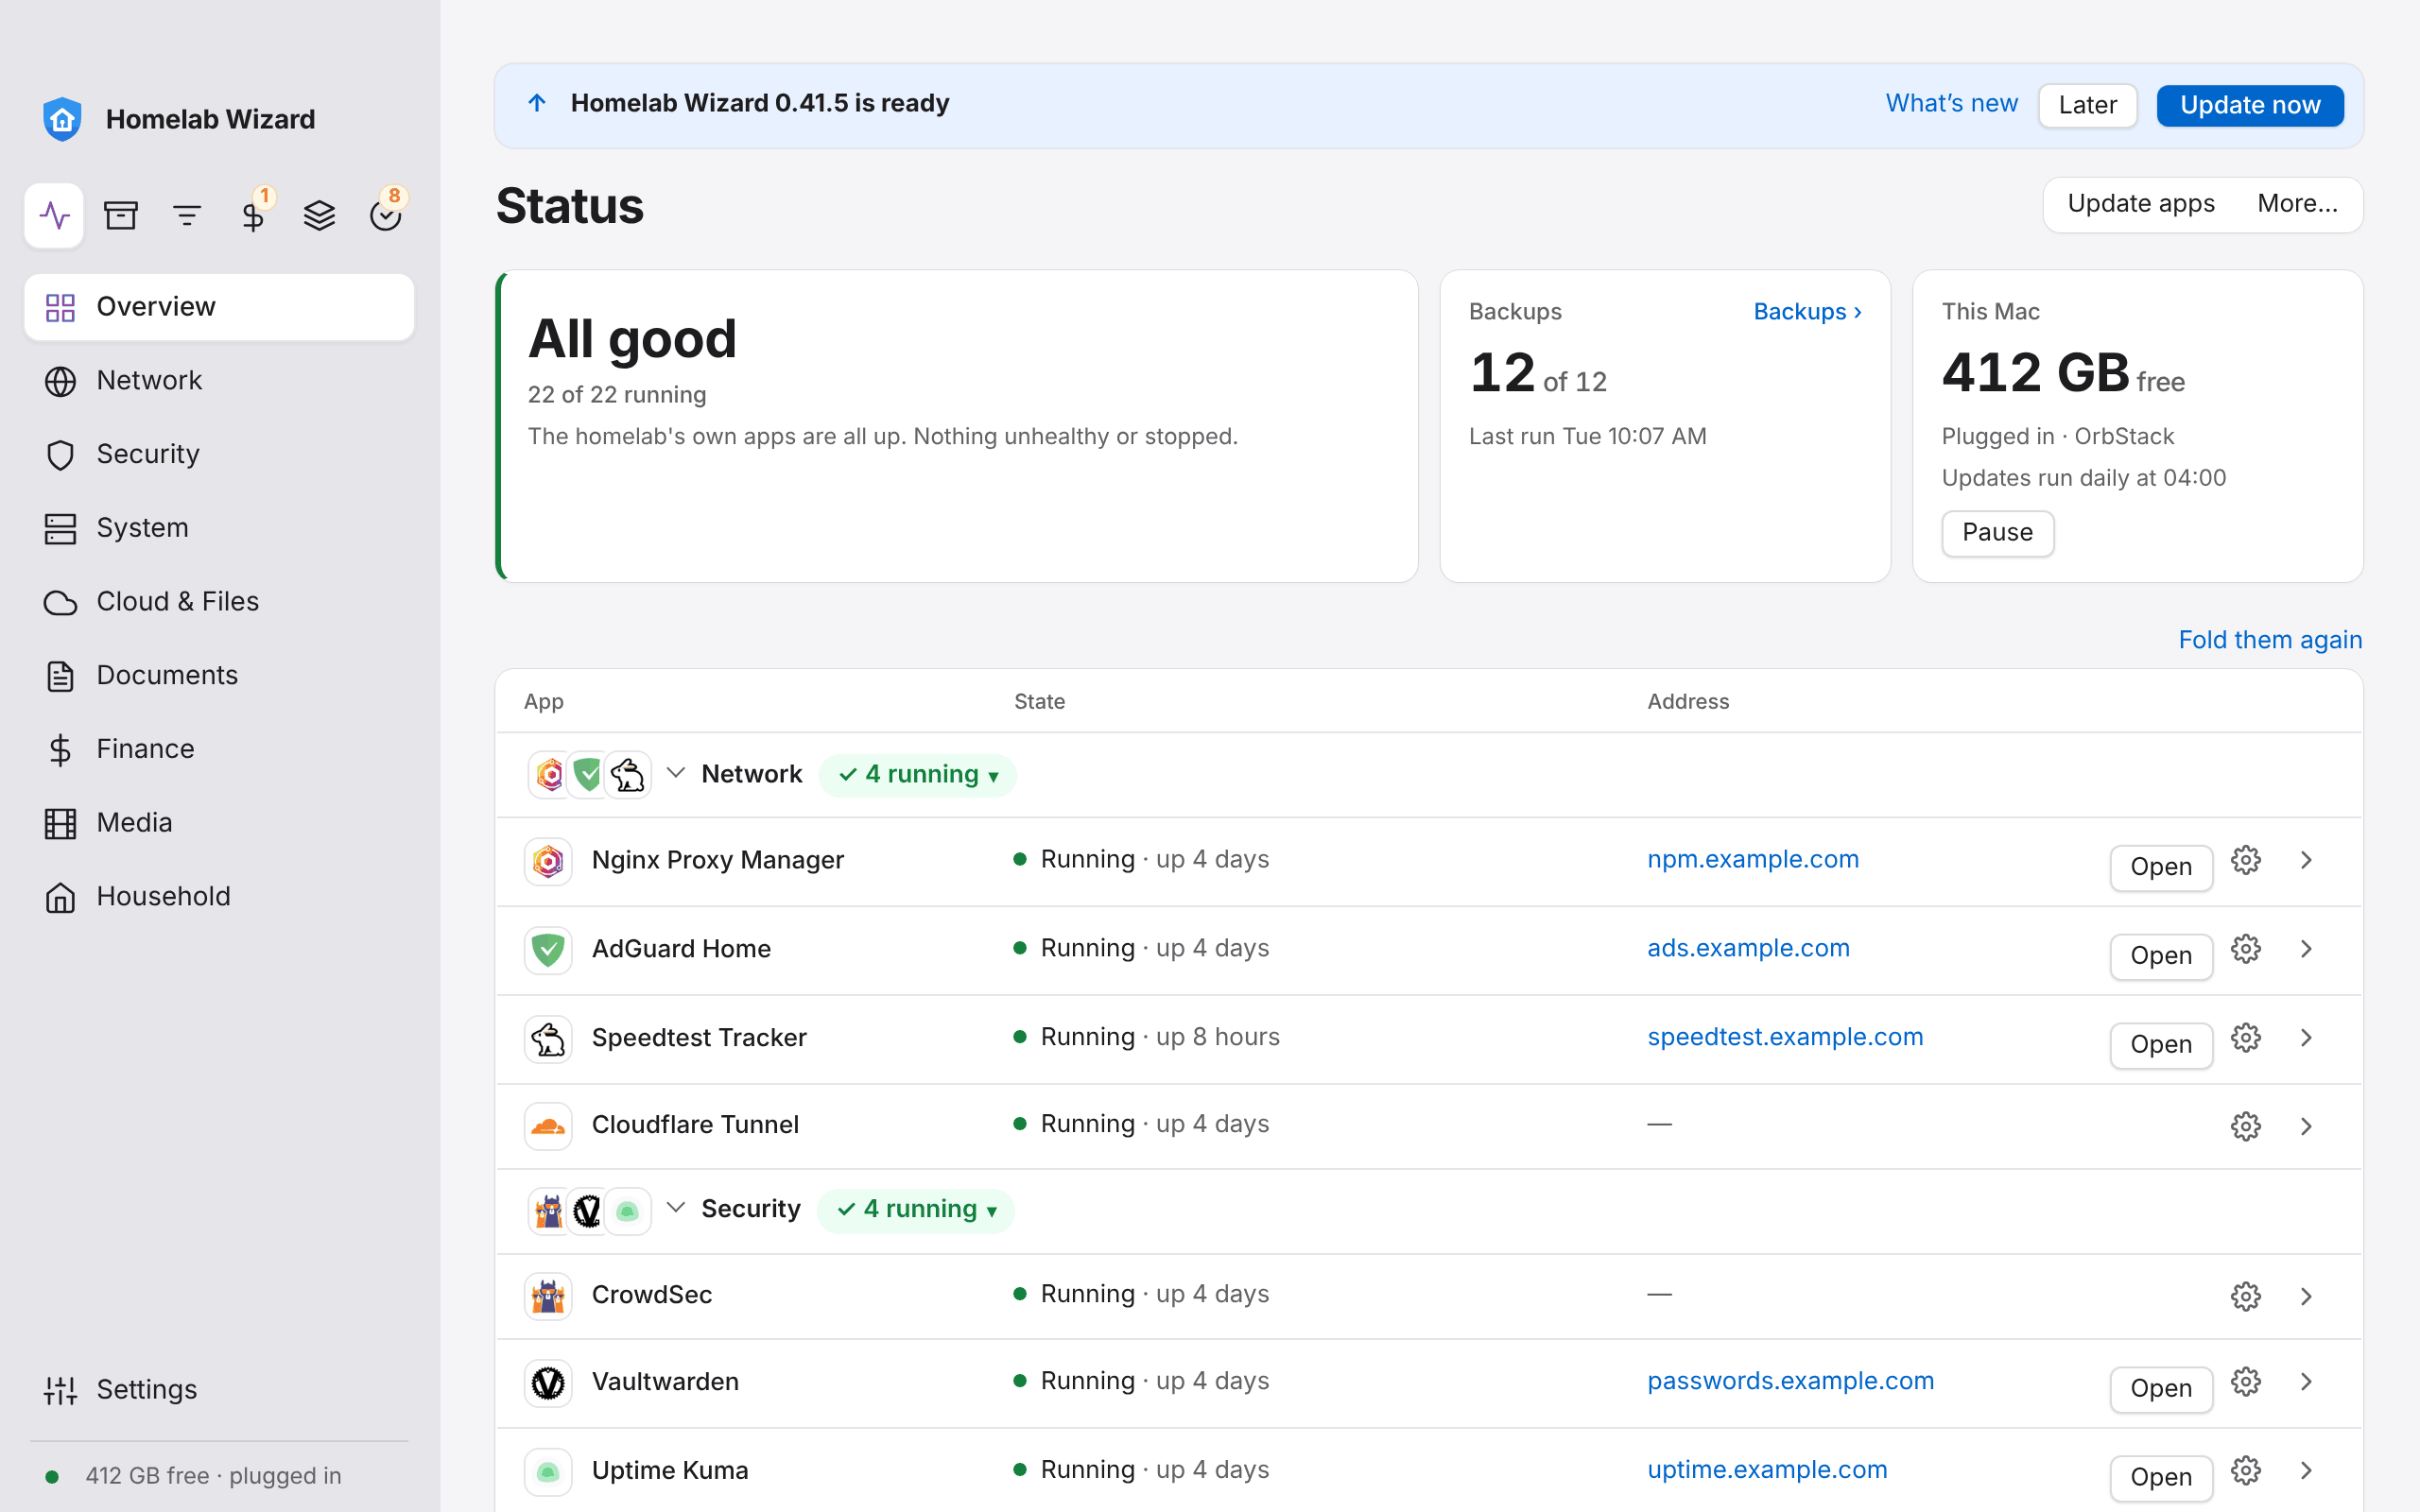 Homelab Wizard
1
8
Overview
Network
Security
System
Cloud & Files
Documents
Finance
Media
Household
Settings
412 GB free · plugged in
Homelab Wizard 0.41.5 is ready
What’s new
Later
Update now
Status
Update apps
More...
All good
22 of 22 running
The homelab's own apps are all up. Nothing unhealthy or stopped.
Backups
Backups ›
12 of 12
Last run Tue 10:07 AM
This Mac
412 GB free
Plugged in · OrbStack
Updates run daily at 04:00
Pause
Fold them again
App State Address
Network ✓ 4 running ▾
Nginx Proxy Manager Running · up 4 days npm.example.com Open
AdGuard Home Running · up 4 days ads.example.com Open
Speedtest Tracker Running · up 8 hours speedtest.example.com Open
Cloudflare Tunnel Running · up 4 days —
Security ✓ 4 running ▾
CrowdSec Running · up 4 days —
Vaultwarden Running · up 4 days passwords.example.com Open
Uptime Kuma Running · up 4 days uptime.example.com Open